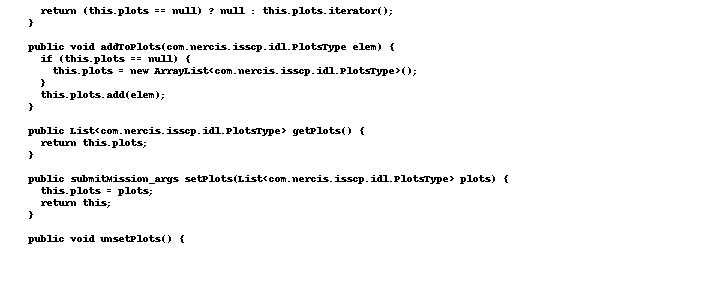 return (this.plots == null) ? null : this.plots.iterator();
}
public void addToPlots(com.nercis.isscp.idl.PlotsType elem) {
if (this.plots == null) {
this.plots = new ArrayList<com.nercis.isscp.idl.PlotsType>();
}
this.plots.add(elem);
}
public List<com.nercis.isscp.idl.PlotsType> getPlots() {
return this.plots;
}
public submitMission_args setPlots(List<com.nercis.isscp.idl.PlotsType> plots) {
this.plots = plots;
return this;
}
public void unsetPlots() {